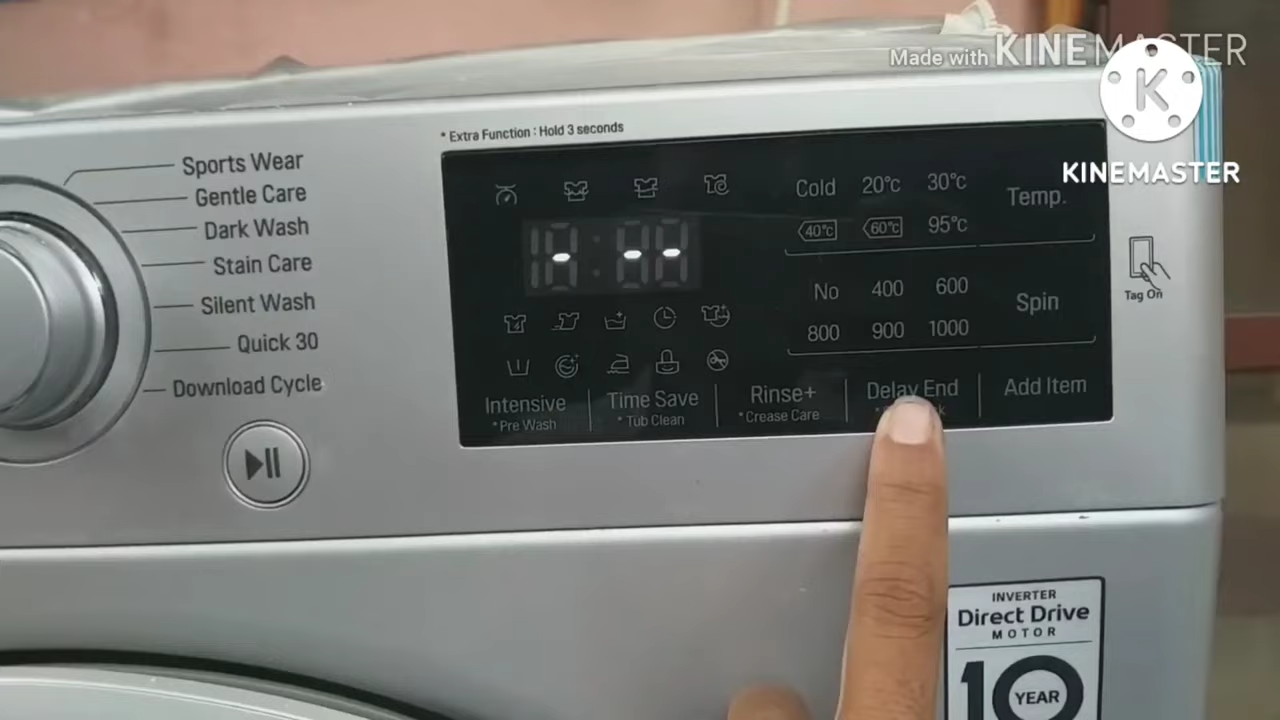 Made with KINEMASTER
K
KINEMASTER
* Extra Function : Hold 3 seconds
Sports Wear
Gentle Care
Dark Wash
Stain Care
Silent Wash
Quick 30
Download Cycle
Cold 20°c 30°c
40°c 60°c 95°c
Temp.
No 400 600
800 900 1000
Spin
Tag On
- : - -
Intensive
* Pre Wash
Time Save
* Tub Clean
Rinse+
* Crease Care
Delay End
Add Item
INVERTER
Direct Drive
MOTOR
10
YEAR